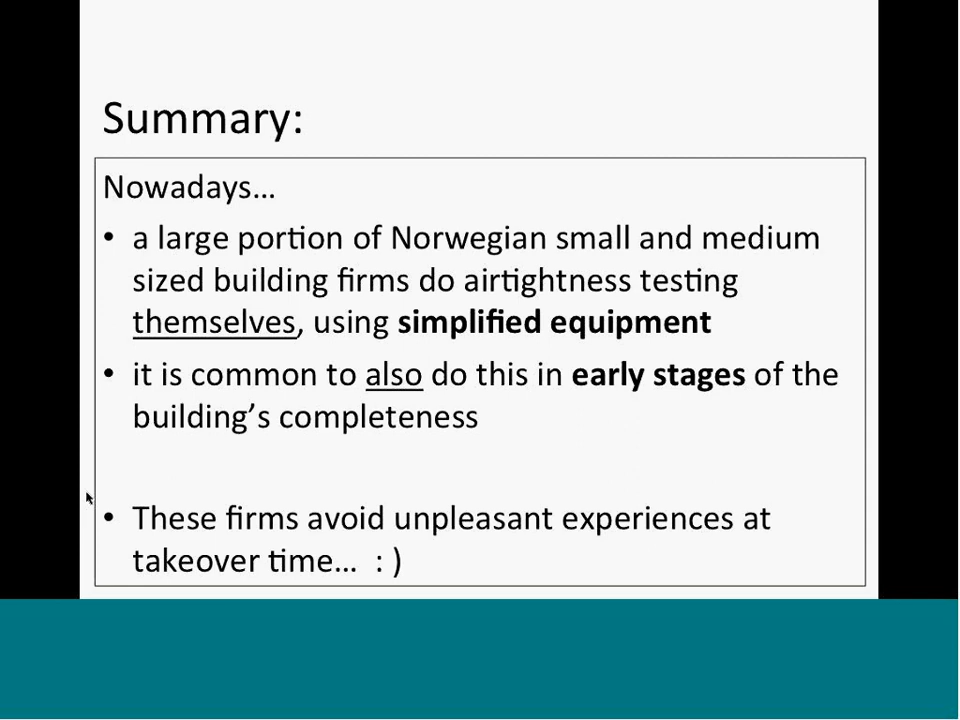 Summary:
Nowadays…
• a large portion of Norwegian small and medium
sized building firms do airtightness testing
themselves, using simplified equipment
• it is common to also do this in early stages of the
building’s completeness
• These firms avoid unpleasant experiences at
takeover time…  : )